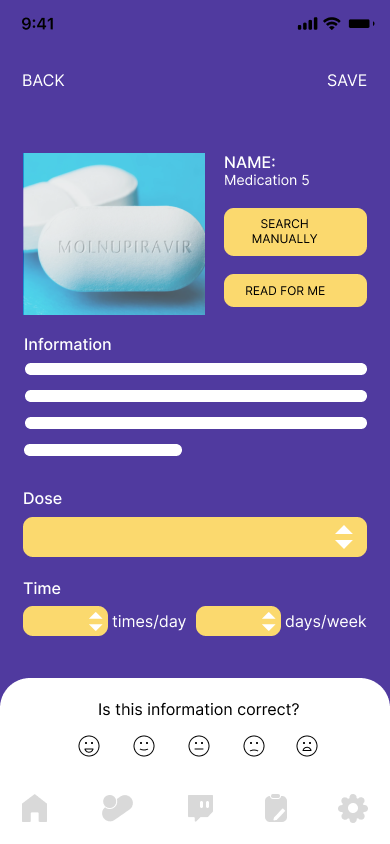 9:41
BACK
SAVE
NAME:
Medication 5
MOLNUPIRAVIR
SEARCH
MANUALLY
READ FOR ME
Information
Dose
Time
times/day
days/week
Is this information correct?